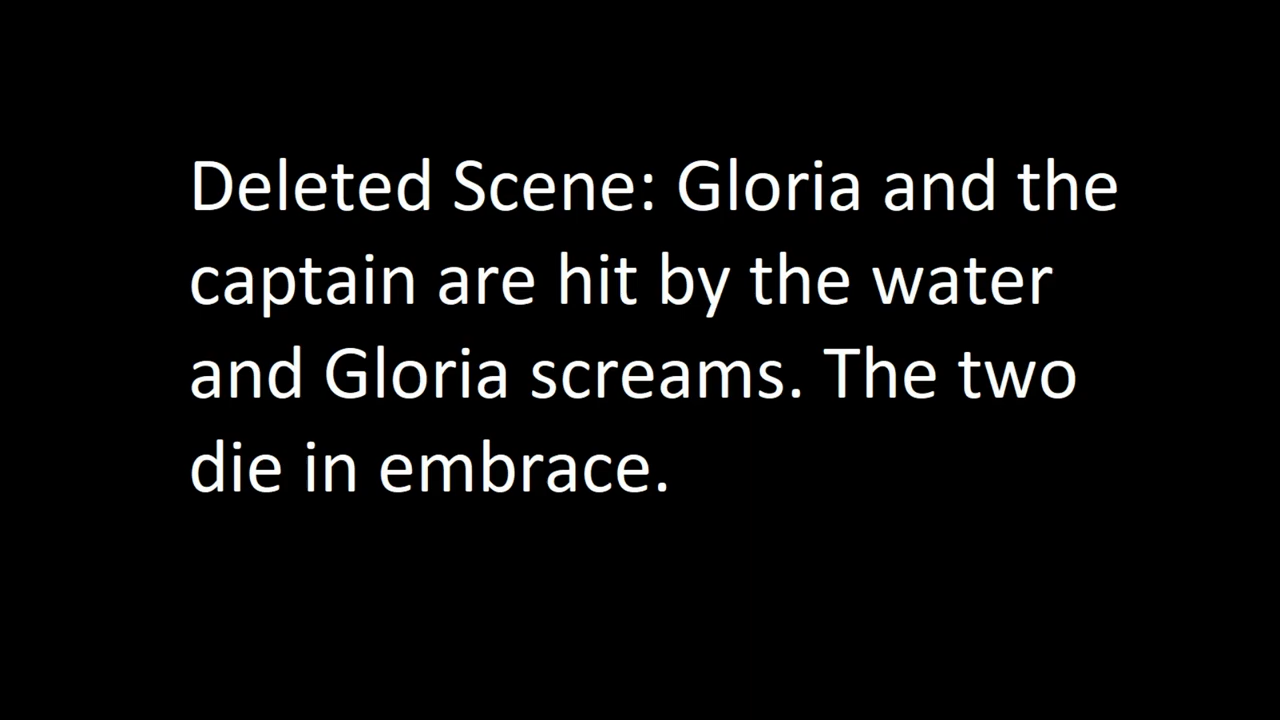 Deleted Scene: Gloria and the
captain are hit by the water
and Gloria screams. The two
die in embrace.